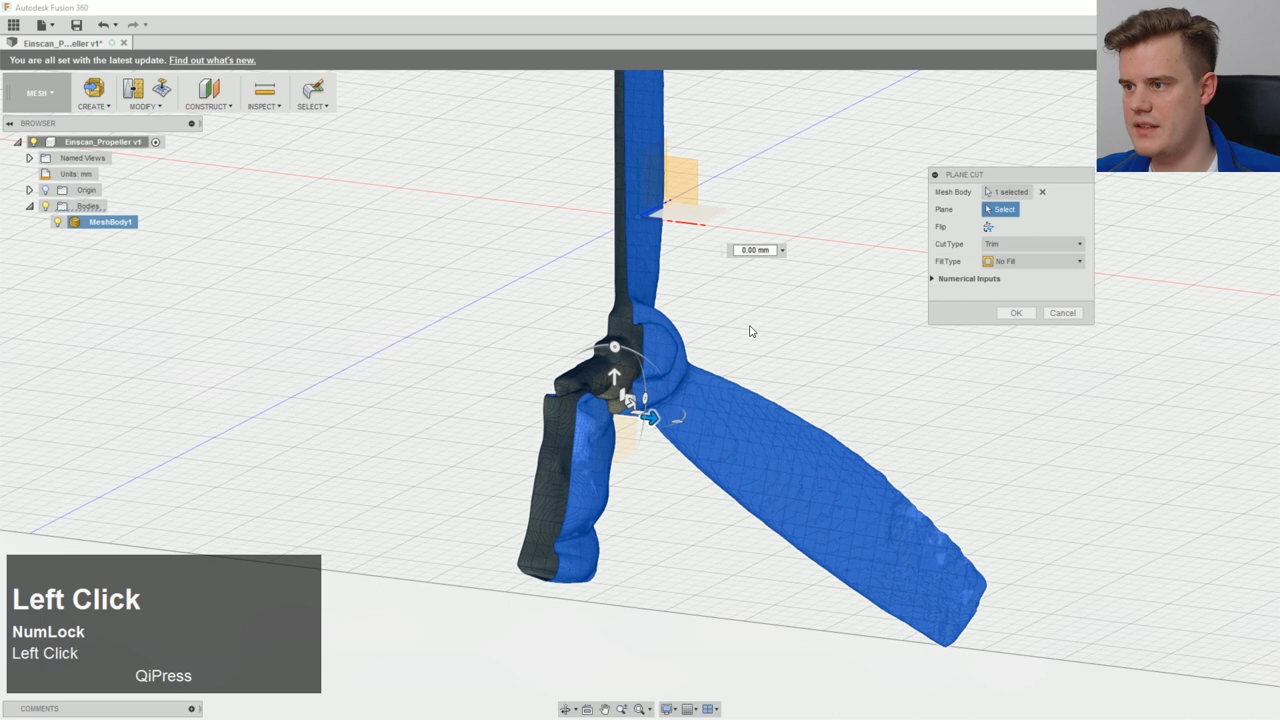 Autodesk Fusion 360
Einscan_P...eller v1*
You are all set with the latest update. Find out what's new.
MESH
CREATE
MODIFY
CONSTRUCT
INSPECT
SELECT
BROWSER
Einscan_Propeller v1
Named Views
Units: mm
Origin
Bodies
MeshBody1
PLANE CUT
Mesh Body
1 selected
Plane
Select
Flip
Cut Type
Trim
Fill Type
No Fill
Numerical Inputs
OK
Cancel
0.00 mm
Left Click
NumLock
Left Click
QiPress
COMMENTS